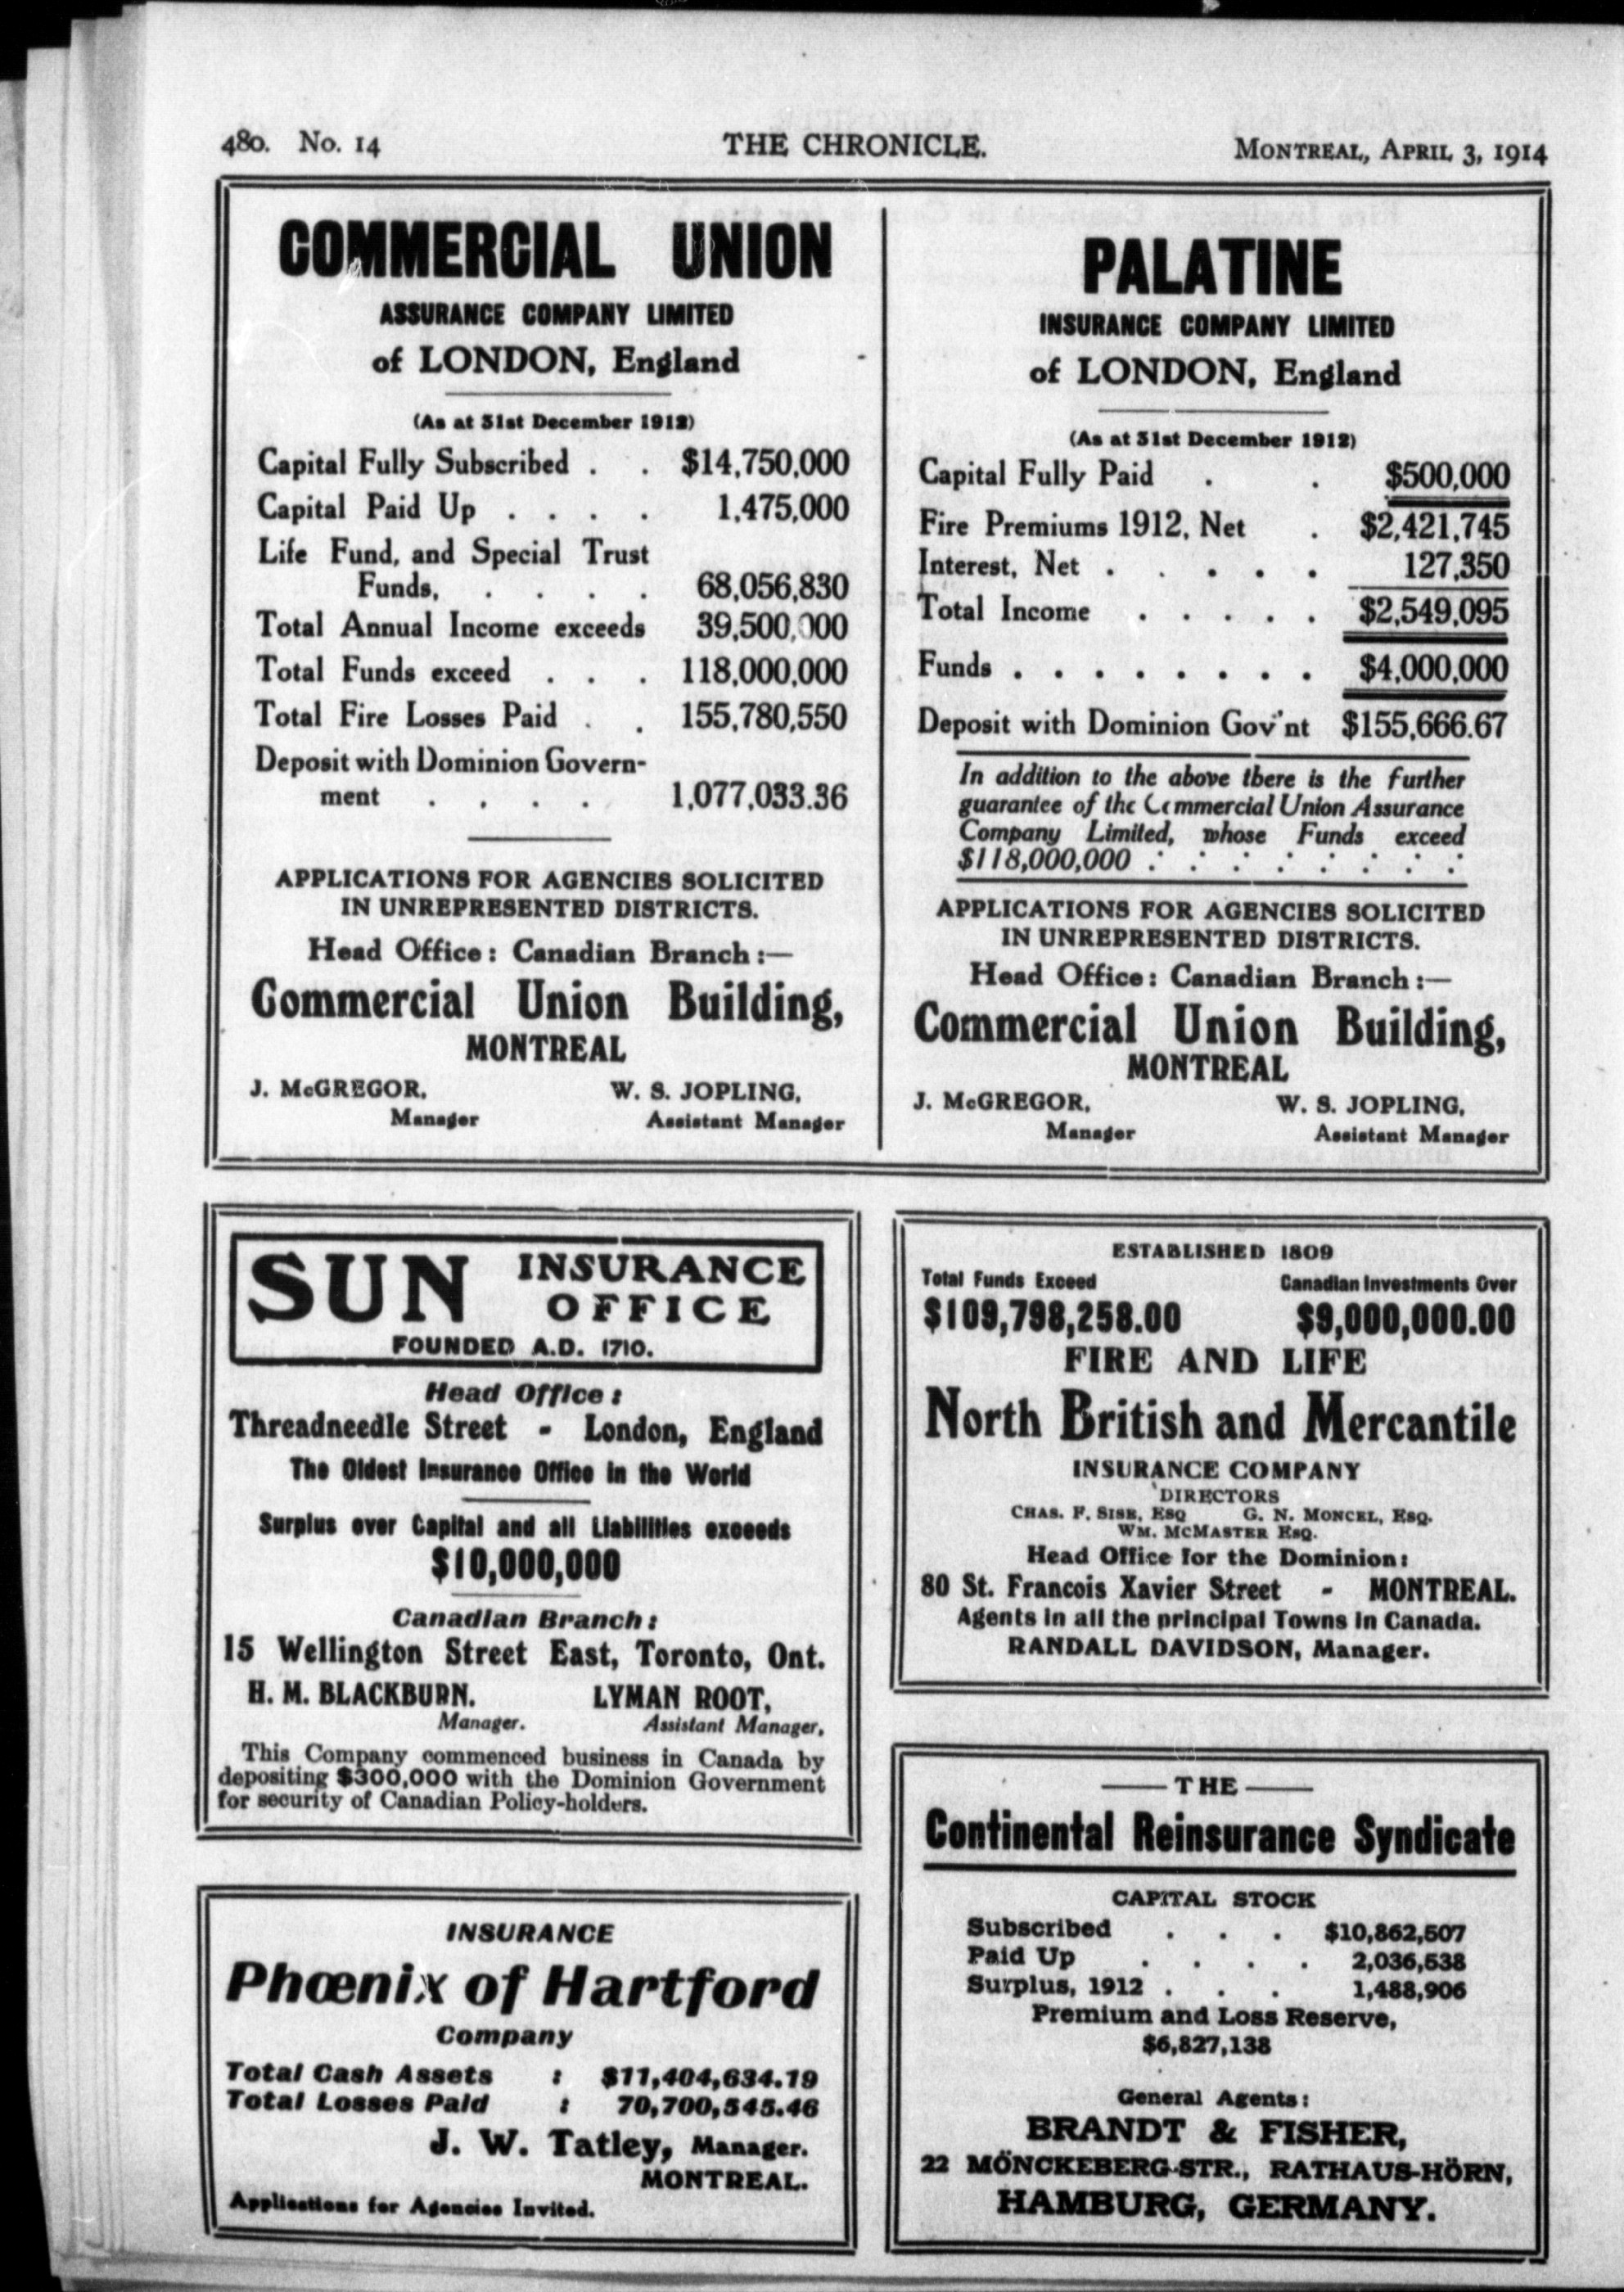 480. No. 14 THE CHRONICLE. MONTREAL, APRIL 3, 1914
COMMERCIAL UNION
ASSURANCE COMPANY LIMITED
of LONDON, England
(As at 31st December 1912)
Capital Fully Subscribed . . $14,750,000
Capital Paid Up . . . . 1,475,000
Life Fund, and Special Trust
Funds, . . . . 68,056,830
Total Annual Income exceeds 39,500,000
Total Funds exceed . . . 118,000,000
Total Fire Losses Paid . . 155,780,550
Deposit with Dominion Govern-
ment . . . . 1,077,033.36
APPLICATIONS FOR AGENCIES SOLICITED
IN UNREPRESENTED DISTRICTS.
Head Office: Canadian Branch:—
Commercial Union Building,
MONTREAL
J. McGREGOR, W. S. JOPLING,
Manager Assistant Manager
PALATINE
INSURANCE COMPANY LIMITED
of LONDON, England
(As at 31st December 1912)
Capital Fully Paid . . $500,000
Fire Premiums 1912, Net . $2,421,745
Interest, Net . . . . . . 127,350
Total Income . . . . . $2,549,095
Funds . . . . . . . . $4,000,000
Deposit with Dominion Gov'nt $155,666.67
In addition to the above there is the further
guarantee of the Commercial Union Assurance
Company Limited, whose Funds exceed
$118,000,000 : : : : : : : :
APPLICATIONS FOR AGENCIES SOLICITED
IN UNREPRESENTED DISTRICTS.
Head Office: Canadian Branch:—
Commercial Union Building,
MONTREAL
J. McGREGOR, W. S. JOPLING,
Manager Assistant Manager
SUN INSURANCE
OFFICE
FOUNDED A.D. 1710.
Head Office:
Threadneedle Street - London, England
The Oldest Insurance Office in the World
Surplus over Capital and all Liabilities exceeds
$10,000,000
Canadian Branch:
15 Wellington Street East, Toronto, Ont.
H. M. BLACKBURN, LYMAN ROOT,
Manager. Assistant Manager,
This Company commenced business in Canada by
depositing $300,000 with the Dominion Government
for security of Canadian Policy-holders.
INSURANCE
Phœnix of Hartford
Company
Total Cash Assets : $11,404,634.19
Total Losses Paid : 70,700,545.46
J. W. Tatley, Manager.
MONTREAL.
Applications for Agencies Invited.
ESTABLISHED 1809
Total Funds Exceed Canadian Investments Over
$109,798,258.00 $9,000,000.00
FIRE AND LIFE
North British and Mercantile
INSURANCE COMPANY
DIRECTORS
CHAS. F. SISE, ESQ G. N. MONCEL, ESQ.
WM. MCMASTER ESQ.
Head Office for the Dominion:
80 St. Francois Xavier Street - MONTREAL.
Agents in all the principal Towns in Canada.
RANDALL DAVIDSON, Manager.
THE
Continental Reinsurance Syndicate
CAPITAL STOCK
Subscribed . . . $10,862,507
Paid Up . . . . 2,036,538
Surplus, 1912 . . . 1,488,906
Premium and Loss Reserve,
$6,827,138
General Agents:
BRANDT & FISHER,
22 MÖNCKEBERG-STR., RATHAUS-HÖRN,
HAMBURG, GERMANY.